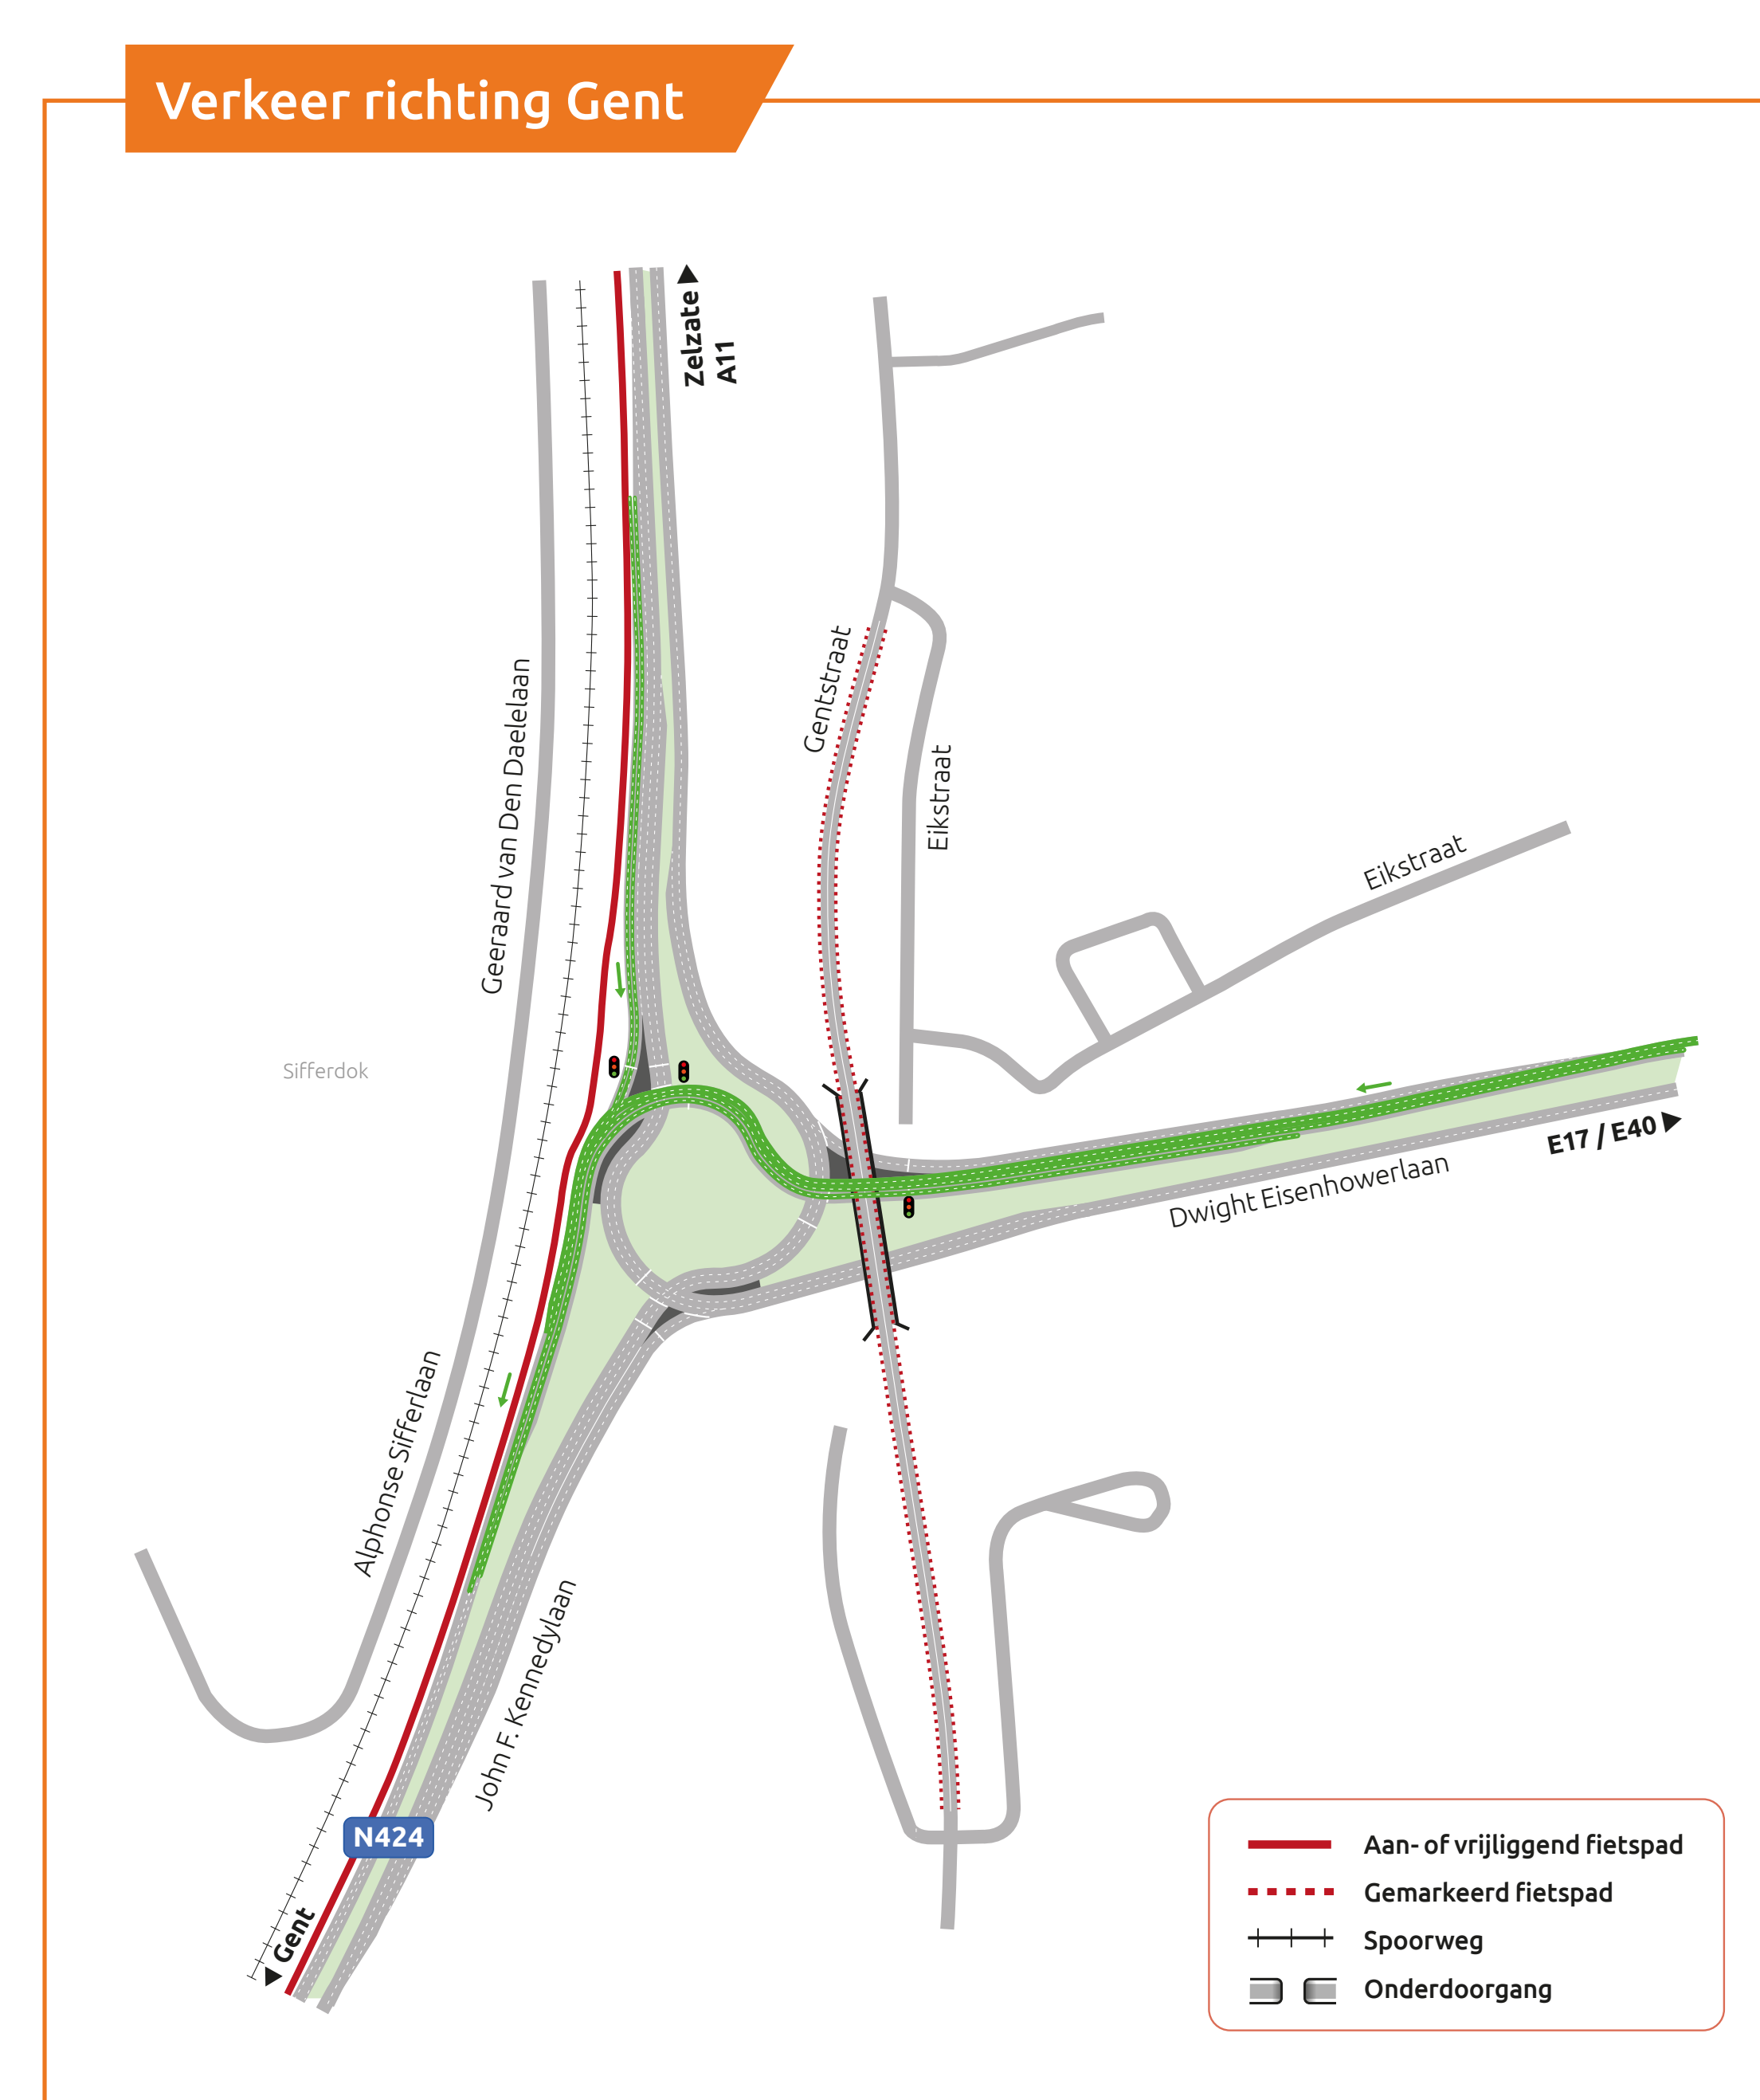 Verkeer richting Gent
Zelzate
A11
Gentstraat
Geeraard van Den Daelelaan
Eikstraat
Eikstraat
Sifferdok
E17 / E40
Dwight Eisenhowerlaan
Alphonse Sifferlaan
John F. Kennedylaan
N424
Gent
Aan- of vrijliggend fietspad
Gemarkeerd fietspad
Spoorweg
Onderdoorgang